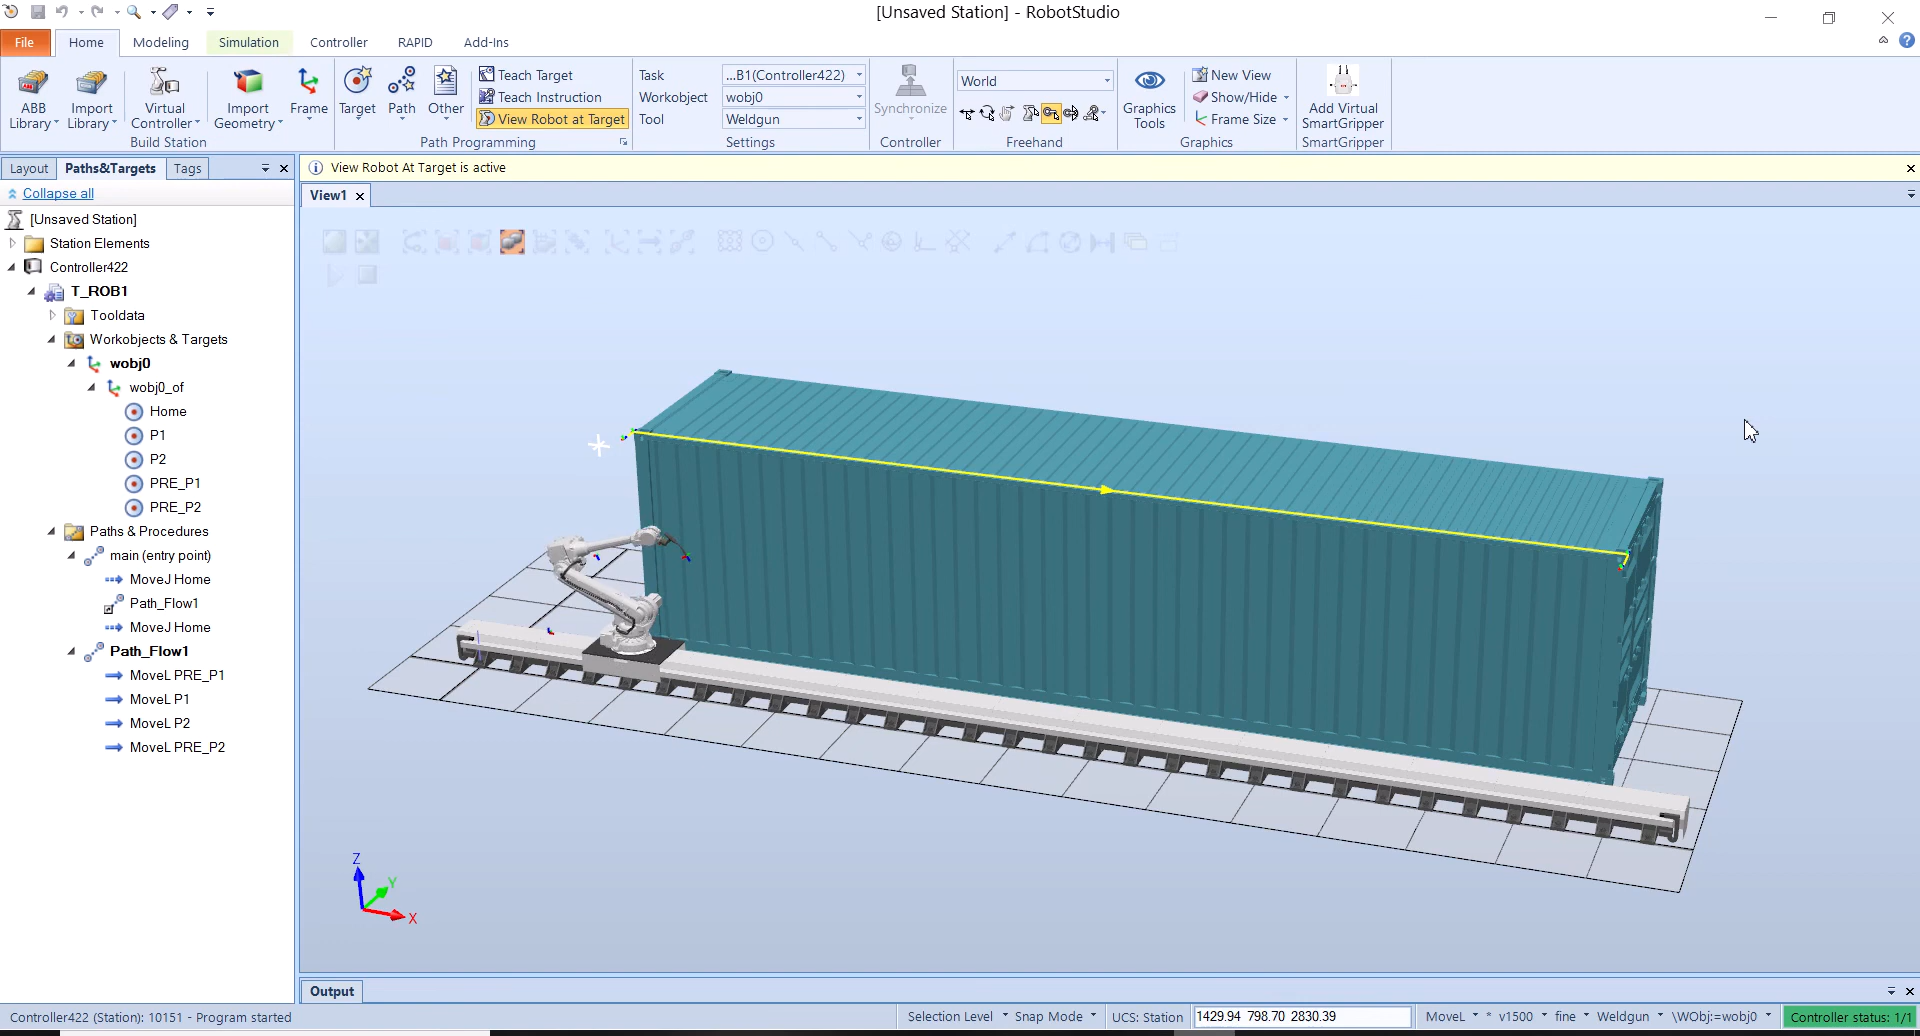 [Unsaved Station] - RobotStudio
File Home Modeling Simulation Controller RAPID Add-Ins
ABB Library
Import Library
Virtual Controller
Import Geometry
Frame
Build Station
Target
Path
Other
Teach Target
Teach Instruction
View Robot at Target
Path Programming
Task ...B1(Controller422)
Workobject wobj0
Tool Weldgun
Settings
Synchronize
Controller
World
Freehand
Graphics Tools
New View
Show/Hide
Frame Size
Graphics
Add Virtual SmartGripper
SmartGripper
Layout Paths&Targets Tags
Collapse all
[Unsaved Station]
Station Elements
Controller422
T_ROB1
Tooldata
Workobjects & Targets
wobj0
wobj0_of
Home
P1
P2
PRE_P1
PRE_P2
Paths & Procedures
main (entry point)
MoveJ Home
Path_Flow1
MoveJ Home
Path_Flow1
MoveL PRE_P1
MoveL P1
MoveL P2
MoveL PRE_P2
View Robot At Target is active
View1
Z
Y
X
Output
Controller422 (Station): 10151 - Program started
Selection Level Snap Mode UCS: Station 1429.94 798.70 2830.39 MoveL * v1500 fine Weldgun \WObj:=wobj0 Controller status: 1/1